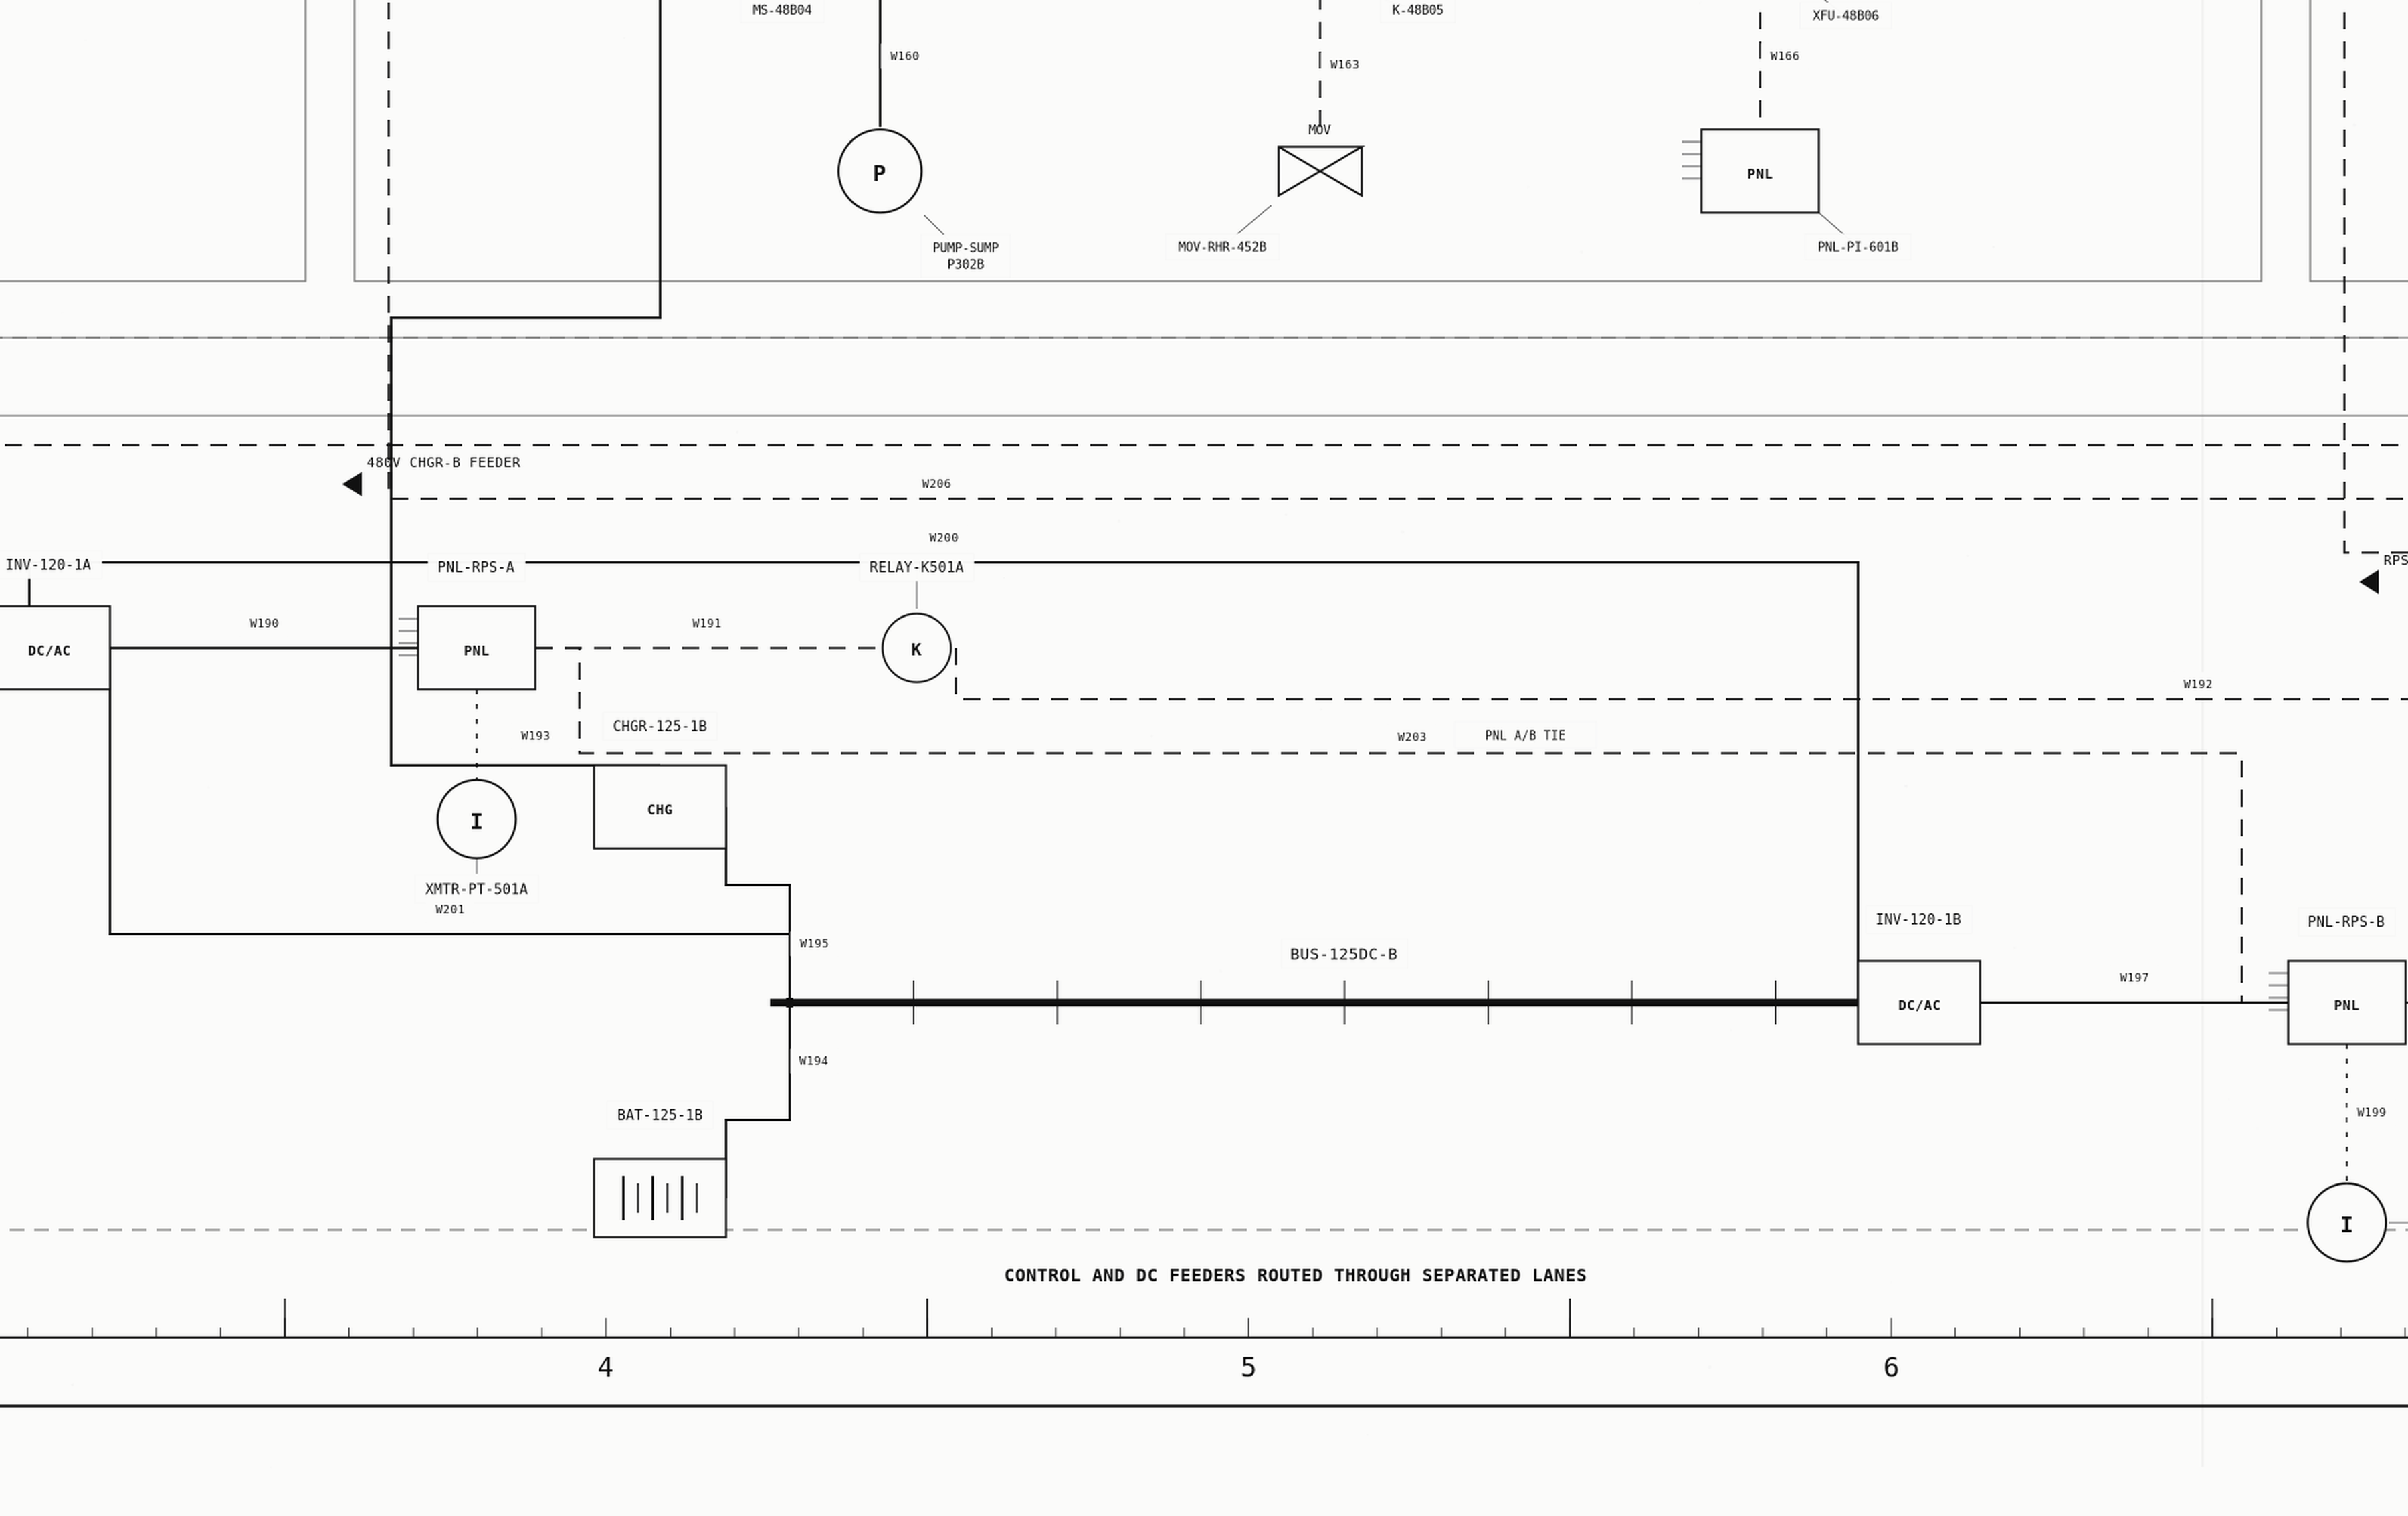 MS-48B04
K-48B05
XFU-48B06
W160
W163
W166
MOV
P
PNL
PUMP-SUMP
P302B
MOV-RHR-452B
PNL-PI-601B
480V CHGR-B FEEDER
W206
W200
INV-120-1A
PNL-RPS-A
RELAY-K501A
RPS
W190
W191
DC/AC
PNL
K
W192
W193
CHGR-125-1B
W203
PNL A/B TIE
CHG
I
XMTR-PT-501A
W201
INV-120-1B
PNL-RPS-B
W195
BUS-125DC-B
W197
DC/AC
PNL
W194
BAT-125-1B
W199
I
CONTROL AND DC FEEDERS ROUTED THROUGH SEPARATED LANES
4
5
6